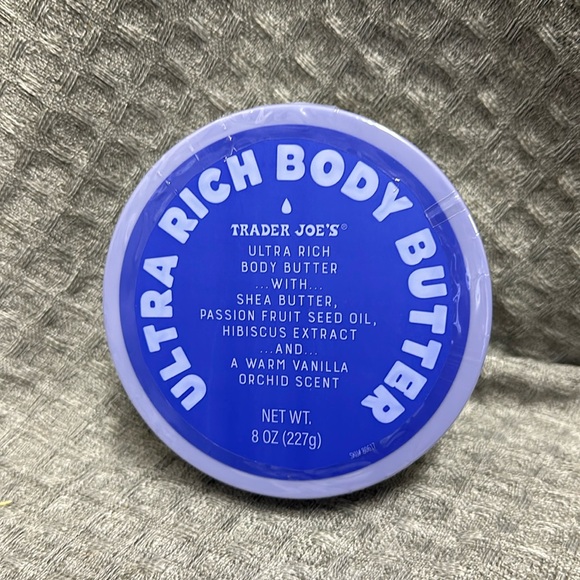 ULTRA RICH BODY BUTTER
TRADER JOE'S®
ULTRA RICH
BODY BUTTER
...WITH...
SHEA BUTTER,
PASSION FRUIT SEED OIL,
HIBISCUS EXTRACT
...AND...
A WARM VANILLA
ORCHID SCENT
NET WT.
8 OZ (227g)